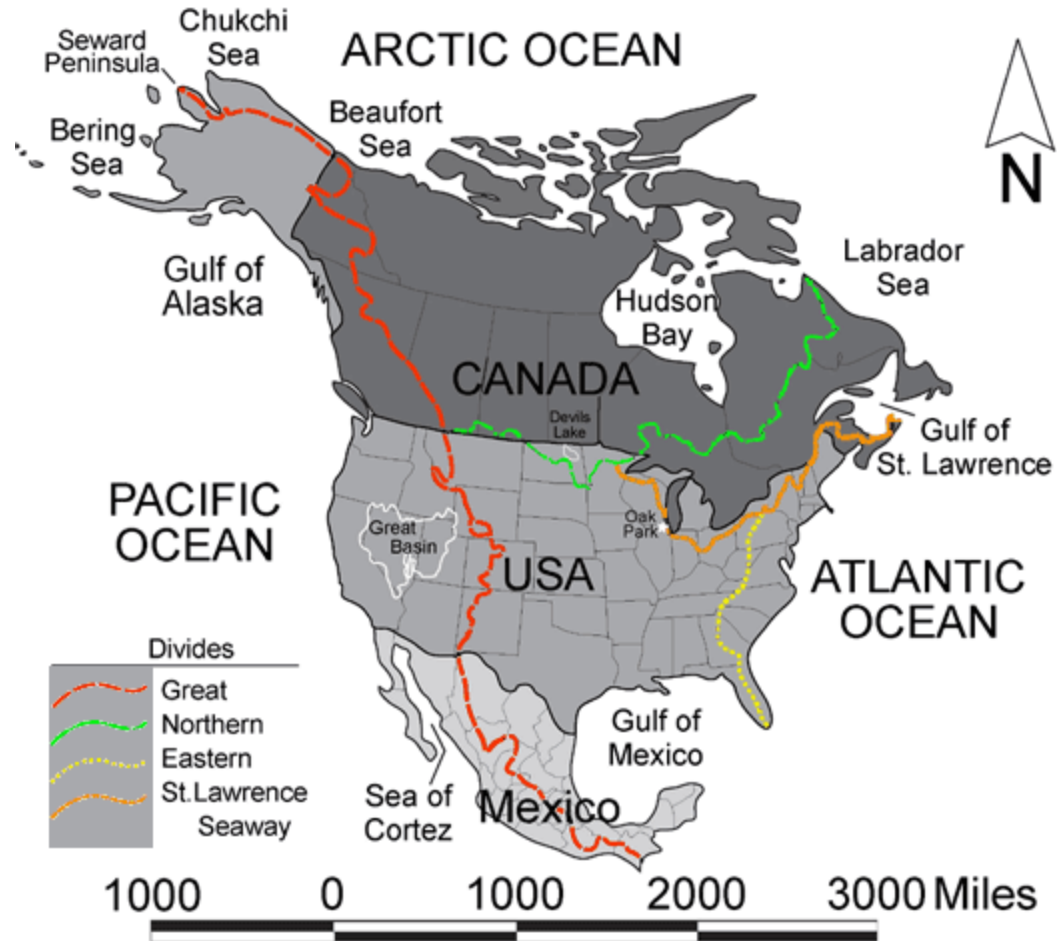 Chukchi
Sea
Seward
Peninsula
ARCTIC OCEAN
Beaufort
Sea
Bering
Sea
N
Gulf of
Alaska
Labrador
Sea
Hudson
Bay
CANADA
Devils
Lake
Gulf of
St. Lawrence
PACIFIC
OCEAN
Great
Basin
Oak
Park
USA
ATLANTIC
OCEAN
Divides
Great
Northern
Eastern
St.Lawrence
Seaway
Gulf of
Mexico
Sea of
Cortez
Mexico
1000 0 1000 2000 3000 Miles